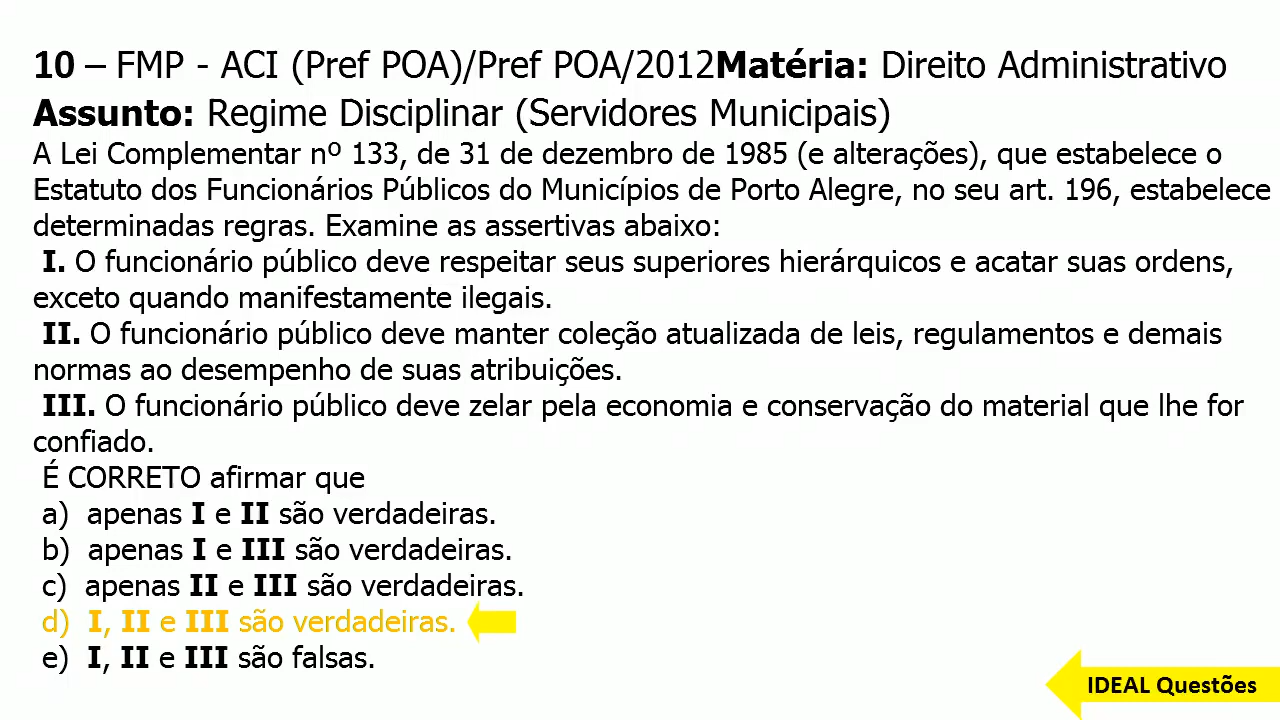 10 – FMP - ACI (Pref POA)/Pref POA/2012Matéria: Direito Administrativo
Assunto: Regime Disciplinar (Servidores Municipais)
A Lei Complementar nº 133, de 31 de dezembro de 1985 (e alterações), que estabelece o
Estatuto dos Funcionários Públicos do Municípios de Porto Alegre, no seu art. 196, estabelece
determinadas regras. Examine as assertivas abaixo:
I. O funcionário público deve respeitar seus superiores hierárquicos e acatar suas ordens,
exceto quando manifestamente ilegais.
II. O funcionário público deve manter coleção atualizada de leis, regulamentos e demais
normas ao desempenho de suas atribuições.
III. O funcionário público deve zelar pela economia e conservação do material que lhe for
confiado.
É CORRETO afirmar que
a) apenas I e II são verdadeiras.
b) apenas I e III são verdadeiras.
c) apenas II e III são verdadeiras.
d) I, II e III são verdadeiras.
e) I, II e III são falsas.
IDEAL Questões